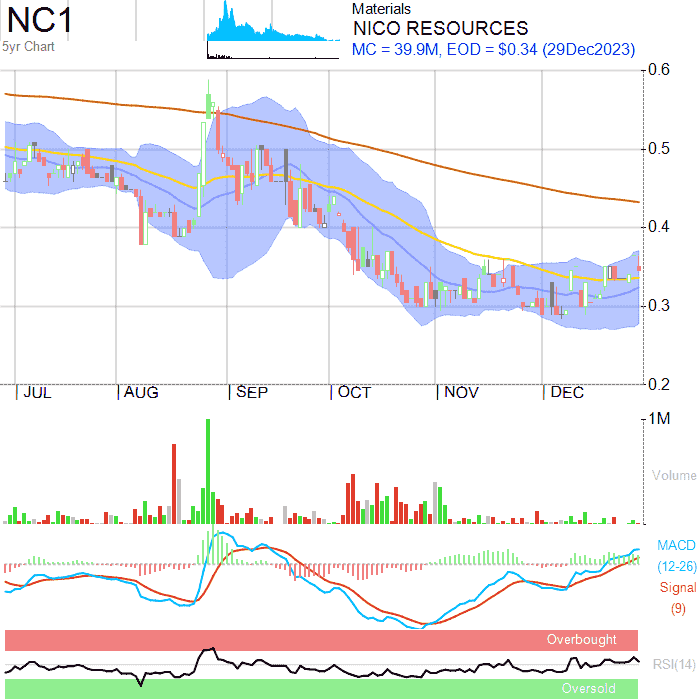 NC1
5yr Chart
Materials
NICO RESOURCES
MC = 39.9M, EOD = $0.34 (29Dec2023)
0.6
0.5
0.4
0.3
0.2
JUL AUG SEP OCT NOV DEC
1M
Volume
MACD
(12-26)
Signal
(9)
Overbought
RSI(14)
Oversold